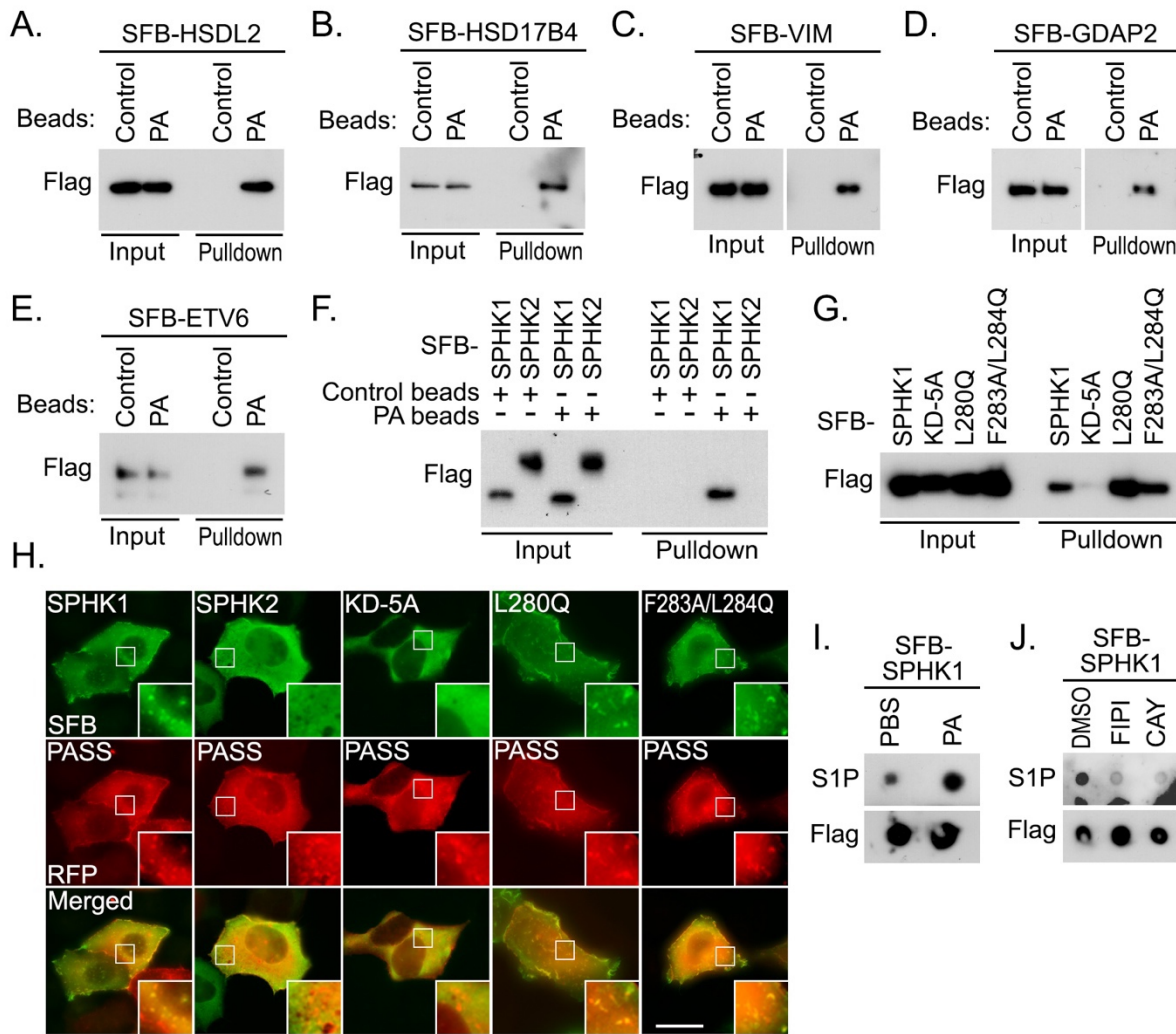 A.
SFB-HSDL2
Beads:
Control
PA
Control
PA
Flag
Input
Pulldown
B.
SFB-HSD17B4
Beads:
Control
PA
Control
PA
Flag
Input
Pulldown
C.
SFB-VIM
Beads:
Control
PA
Control
PA
Flag
Input
Pulldown
D.
SFB-GDAP2
Beads:
Control
PA
Control
PA
Flag
Input
Pulldown
E.
SFB-ETV6
Beads:
Control
PA
Control
PA
Flag
Input
Pulldown
F.
SFB-
SPHK1
SPHK2
SPHK1
SPHK2
SPHK1
SPHK2
SPHK1
SPHK2
Control beads + + - - + + - -
PA beads - - + + - - + +
Flag
Input
Pulldown
G.
SFB-
SPHK1
KD-5A
L280Q
F283A/L284Q
SPHK1
KD-5A
L280Q
F283A/L284Q
Flag
Input
Pulldown
H.
SPHK1
SPHK2
KD-5A
L280Q
F283A/L284Q
SFB
PASS
PASS
PASS
PASS
PASS
RFP
Merged
I.
SFB-
SPHK1
PBS
PA
S1P
Flag
J.
SFB-
SPHK1
DMSO
FIPI
CAY
S1P
Flag